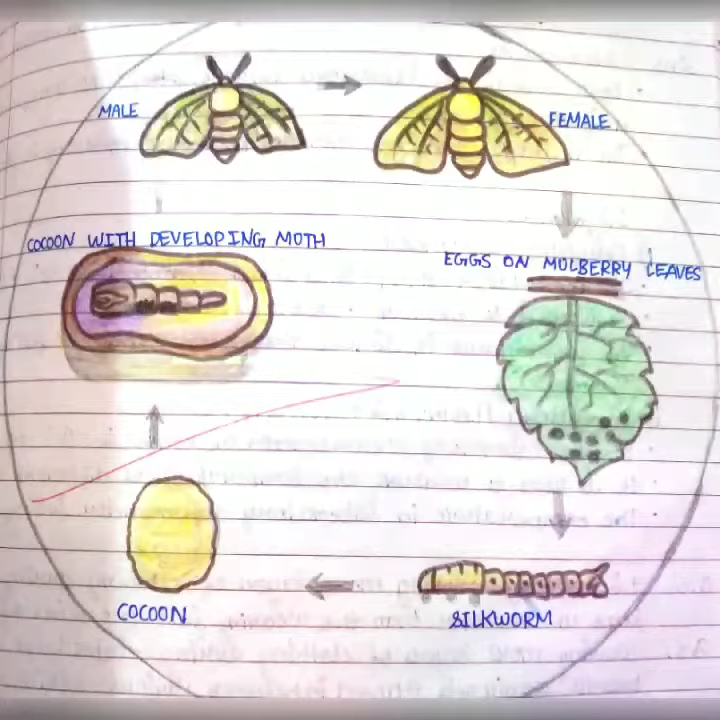 MALE
FEMALE
COCOON WITH DEVELOPING MOTH
EGGS ON MULBERRY LEAVES
COCOON
SILKWORM